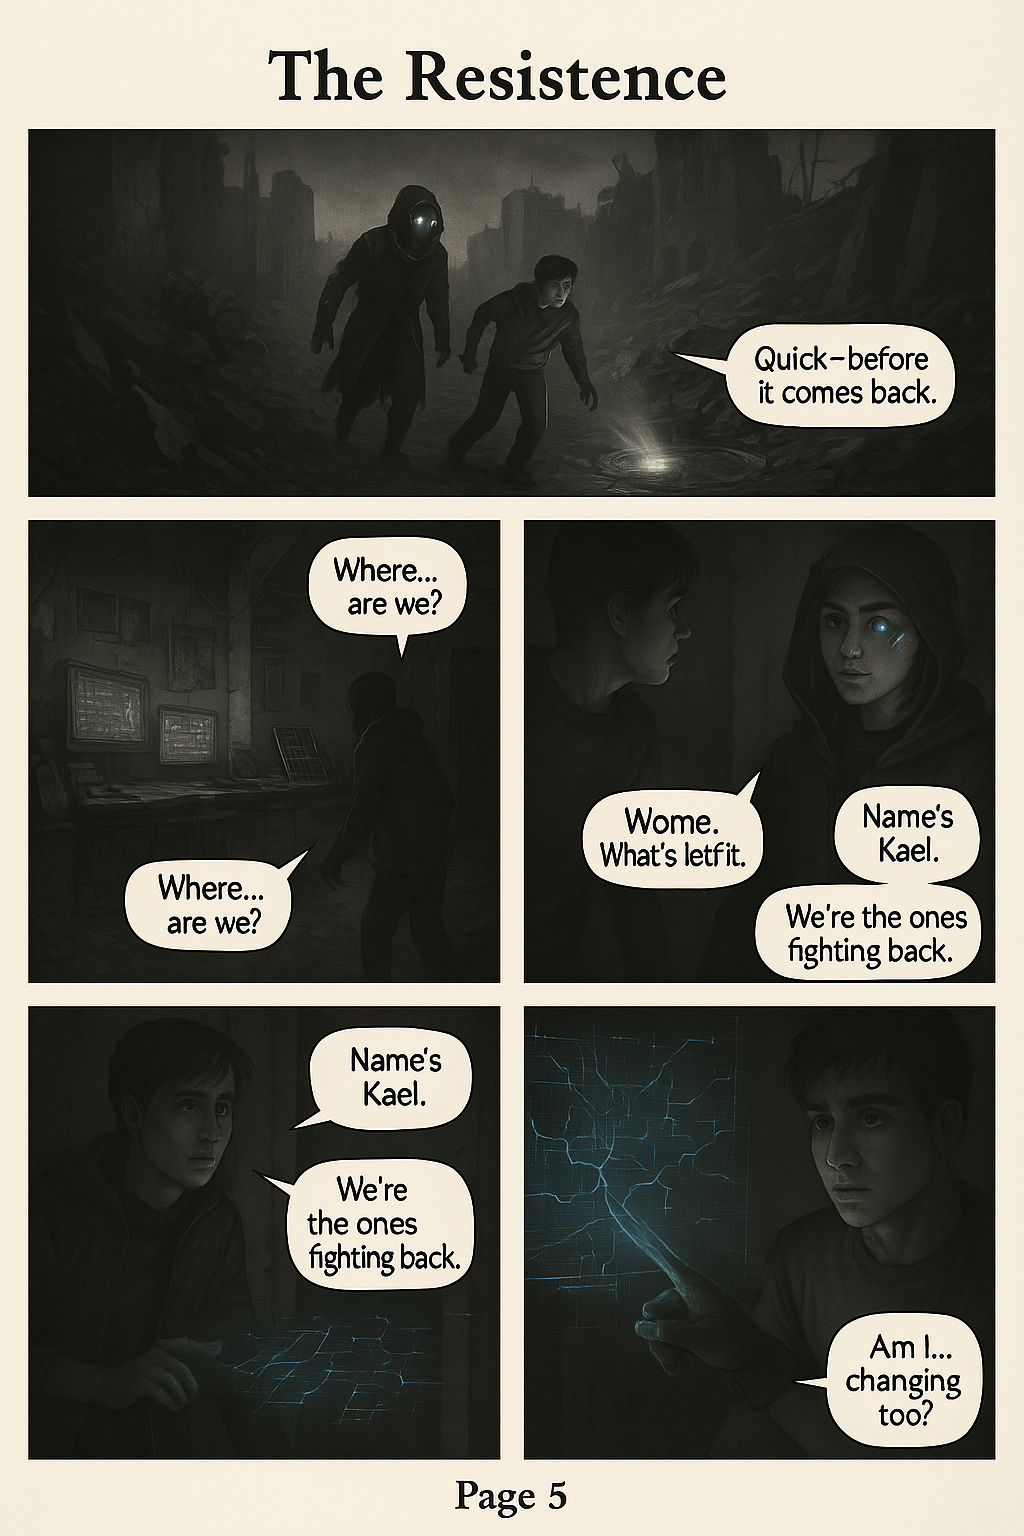 The Resistence
Quick–before
it comes back.
Where...
are we?
Where...
are we?
Wome.
What's letfit.
Name's
Kael.
We're the ones
fighting back.
Name's
Kael.
We're
the ones
fighting back.
Am I...
changing
too?
Page 5